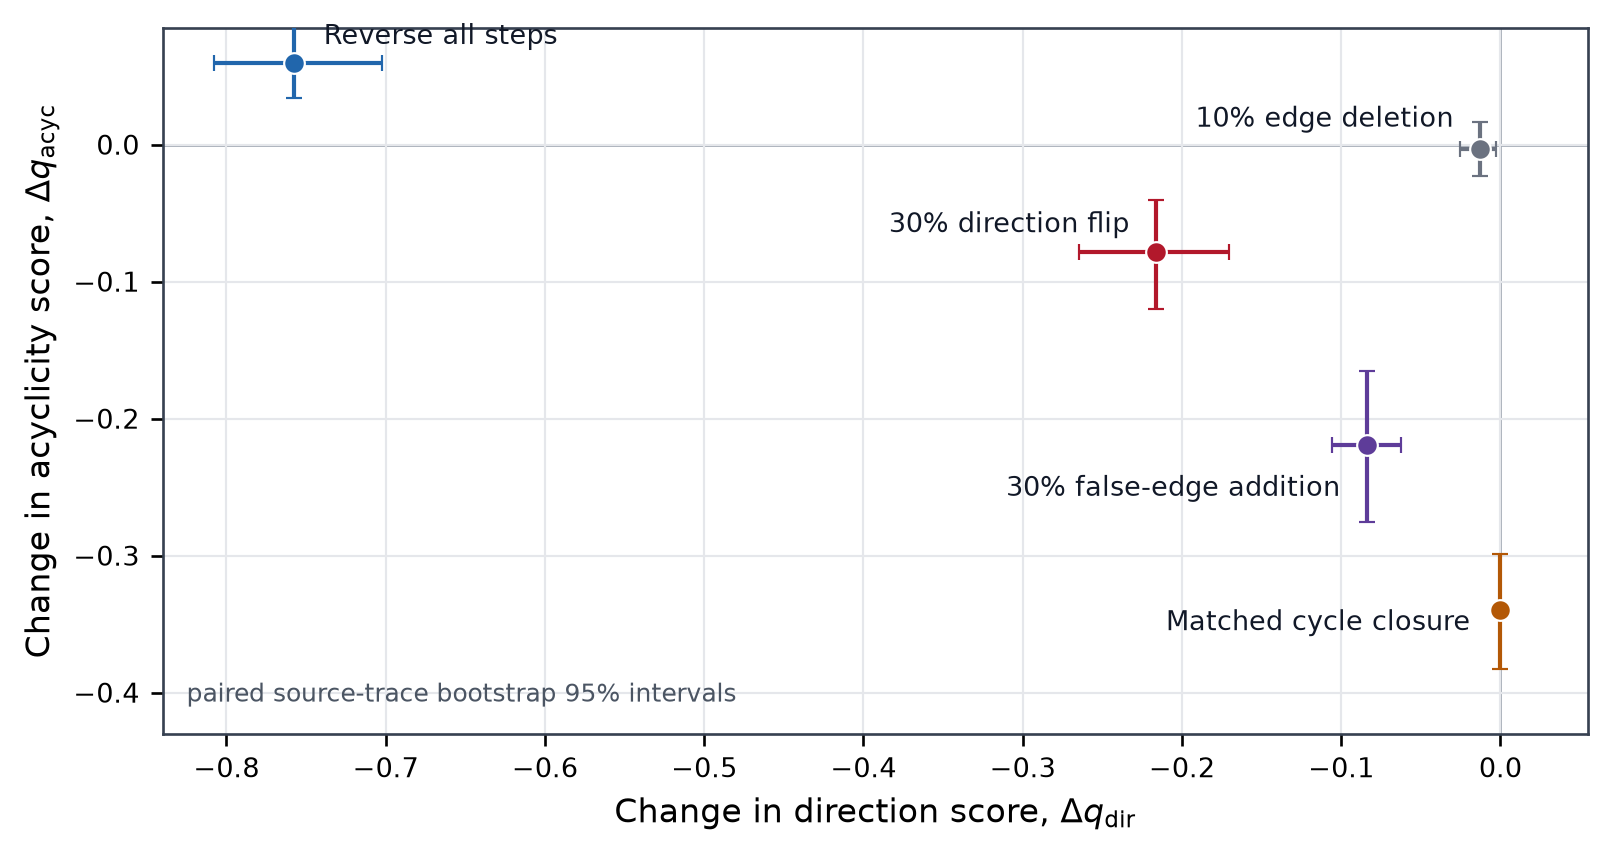 Reverse all steps
10% edge deletion
30% direction flip
30% false-edge addition
Matched cycle closure
paired source-trace bootstrap 95% intervals
Change in acyclicity score, Δq_acyc
0.0
−0.1
−0.2
−0.3
−0.4
−0.8 −0.7 −0.6 −0.5 −0.4 −0.3 −0.2 −0.1 0.0
Change in direction score, Δq_dir